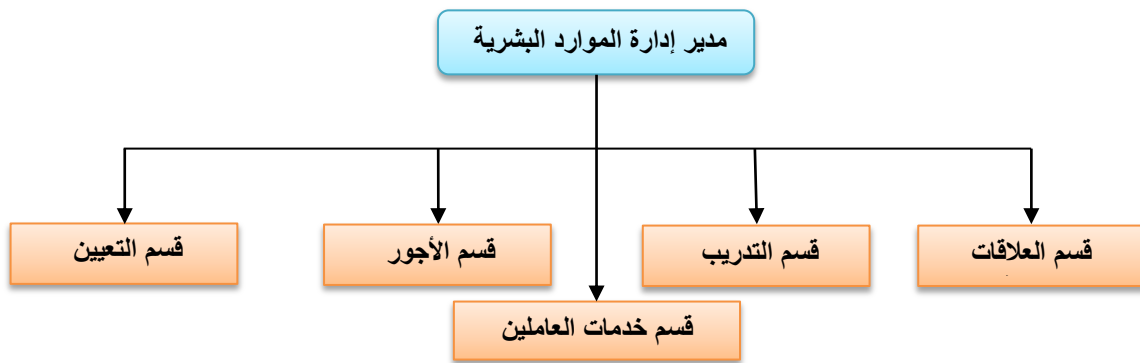 مدير إدارة الموارد البشرية
قسم العلاقات
قسم التدريب
قسم الأجور
قسم التعيين
قسم خدمات العاملين